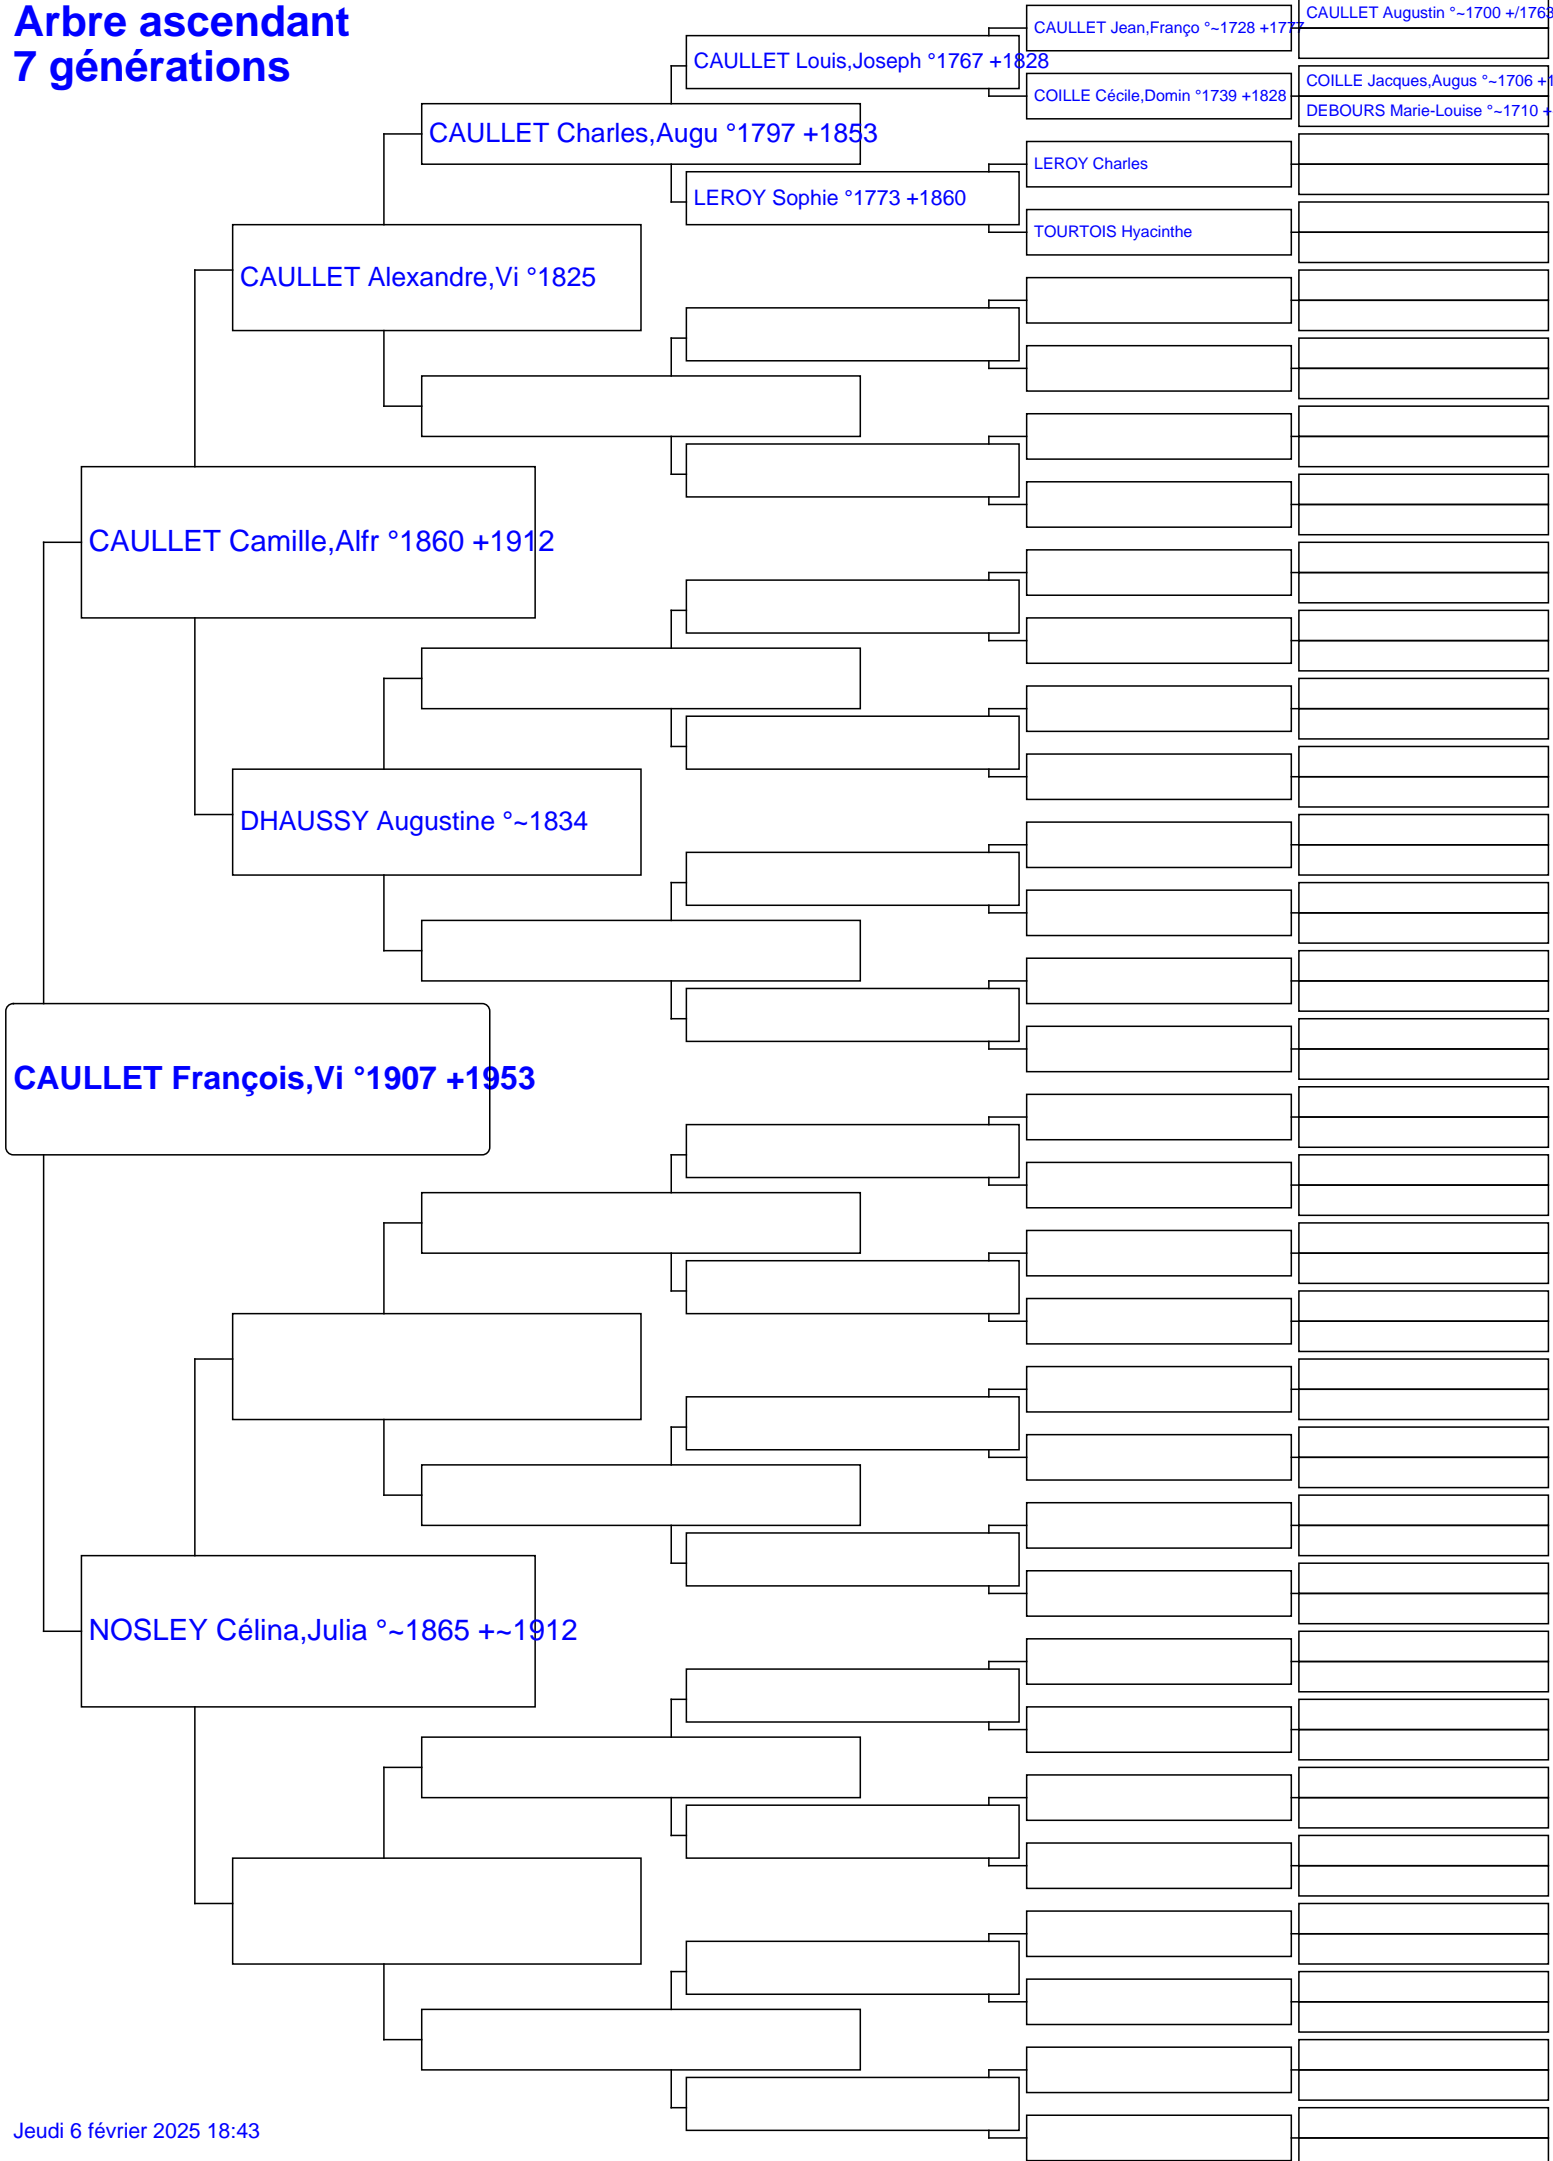 Arbre ascendant
7 générations
CAULLET Augustin °~1700 +/1763
CAULLET Jean,Franço °~1728 +1777
CAULLET Louis,Joseph °1767 +1828
COILLE Jacques,Augus °~1706 +1
COILLE Cécile,Domin °1739 +1828
DEBOURS Marie-Louise °~1710 +
CAULLET Charles,Augu °1797 +1853
LEROY Charles
LEROY Sophie °1773 +1860
TOURTOIS Hyacinthe
CAULLET Alexandre,Vi °1825
CAULLET Camille,Alfr °1860 +1912
DHAUSSY Augustine °~1834
CAULLET François,Vi °1907 +1953
NOSLEY Célina,Julia °~1865 +~1912
Jeudi 6 février 2025 18:43